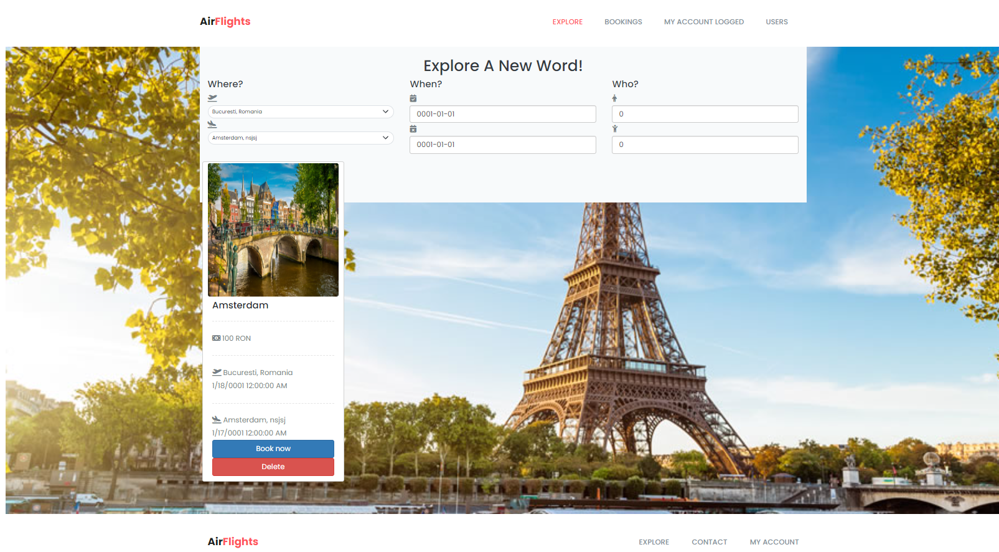 AirFlights
EXPLORE BOOKINGS MY ACCOUNT LOGGED USERS
Explore A New Word!
Where? When? Who?
Bucuresti, Romania
0001-01-01
0
Amsterdam, nsjsj
0001-01-01
0
Amsterdam
100 RON
Bucuresti, Romania
1/18/0001 12:00:00 AM
Amsterdam, nsjsj
1/17/0001 12:00:00 AM
Book now
Delete
AirFlights
EXPLORE CONTACT MY ACCOUNT